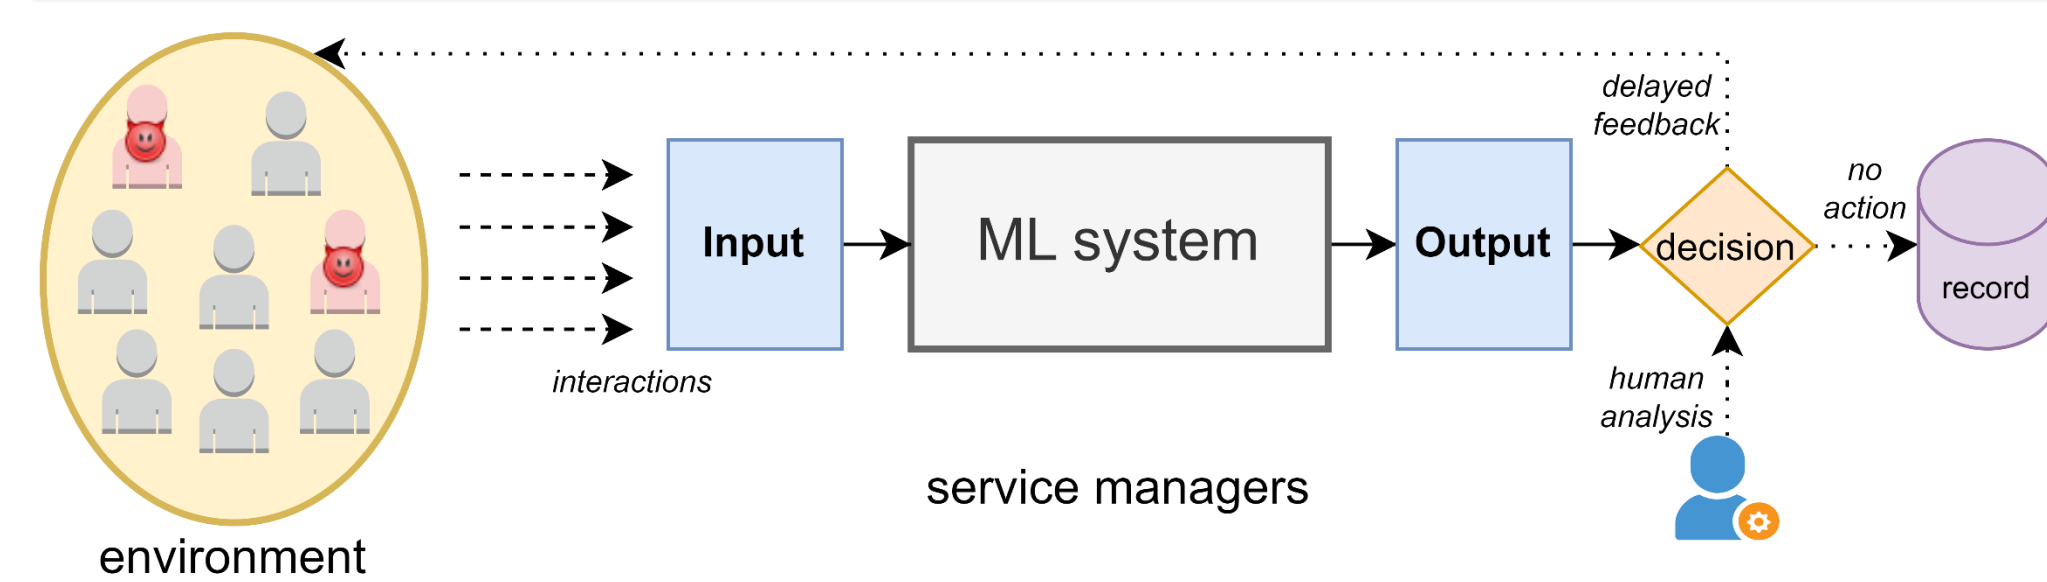 delayed
feedback
no
action
Input
ML system
Output
decision
record
interactions
human
analysis
service managers
environment